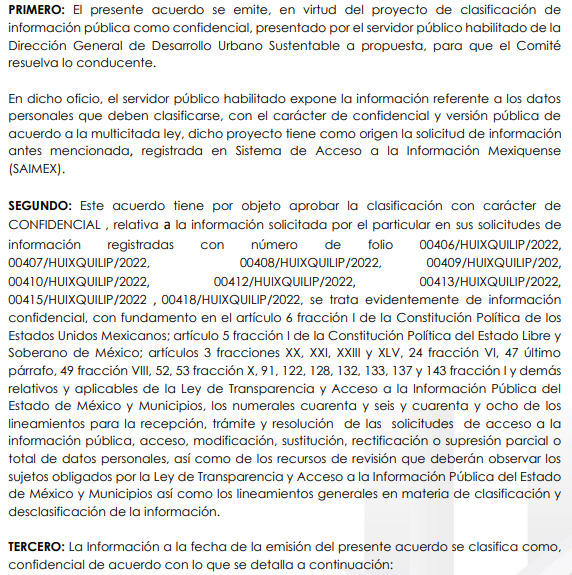 PRIMERO: El presente acuerdo se emite, en virtud del proyecto de clasificación de
información pública como confidencial, presentado por el servidor público habilitado de la
Dirección General de Desarrollo Urbano Sustentable a propuesta, para que el Comité
resuelva lo conducente.
En dicho oficio, el servidor público habilitado expone la información referente a los datos
personales que deben clasificarse, con el carácter de confidencial y versión pública de
acuerdo a la multicitada ley, dicho proyecto tiene como origen la solicitud de información
antes mencionada, registrada en Sistema de Acceso a la Información Mexiquense
(SAIMEX).
SEGUNDO: Este acuerdo tiene por objeto aprobar la clasificación con carácter de
CONFIDENCIAL , relativa a la información solicitada por el particular en sus solicitudes de
información registradas con número de folio 00406/HUIXQUILIP/2022,
00407/HUIXQUILIP/2022, 00408/HUIXQUILIP/2022, 00409/HUIXQUILIP/202,
00410/HUIXQUILIP/2022, 00412/HUIXQUILIP/2022, 00413/HUIXQUILIP/2022,
00415/HUIXQUILIP/2022 , 00418/HUIXQUILIP/2022, se trata evidentemente de información
confidencial, con fundamento en el artículo 6 fracción I de la Constitución Política de los
Estados Unidos Mexicanos; artículo 5 fracción I de la Constitución Política del Estado Libre y
Soberano de México; artículos 3 fracciones XX, XXI, XXIII y XLV, 24 fracción VI, 47 último
párrafo, 49 fracción VIII, 52, 53 fracción X, 91, 122, 128, 132, 133, 137 y 143 fracción I y demás
relativos y aplicables de la Ley de Transparencia y Acceso a la Información Pública del
Estado de México y Municipios, los numerales cuarenta y seis y cuarenta y ocho de los
lineamientos para la recepción, trámite y resolución de las solicitudes de acceso a la
información pública, acceso, modificación, sustitución, rectificación o supresión parcial o
total de datos personales, así como de los recursos de revisión que deberán observar los
sujetos obligados por la Ley de Transparencia y Acceso a la Información Pública del Estado
de México y Municipios así como los lineamientos generales en materia de clasificación y
desclasificación de la información.
TERCERO: La Información a la fecha de la emisión del presente acuerdo se clasifica como,
confidencial de acuerdo con lo que se detalla a continuación: